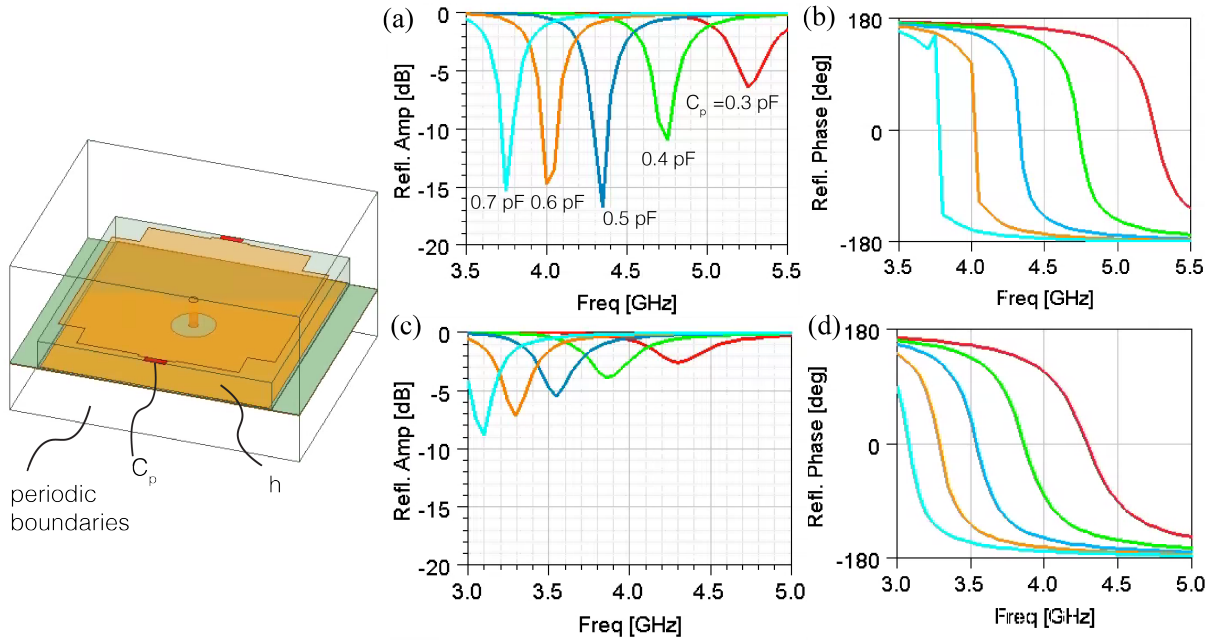 (a)
0
-5
-10
-15
-20
Refl. Amp [dB]
C_p =0.3 pF
0.4 pF
0.7 pF 0.6 pF
0.5 pF
3.5 4.0 4.5 5.0 5.5
Freq [GHz]
(b)
180
0
-180
Refl. Phase [deg]
3.5 4.0 4.5 5.0 5.5
Freq [GHz]
C_p
h
periodic
boundaries
(c)
0
-5
-10
-15
-20
Refl. Amp [dB]
3.0 3.5 4.0 4.5 5.0
Freq [GHz]
(d)
180
0
-180
Refl. Phase [deg]
3.0 3.5 4.0 4.5 5.0
Freq [GHz]